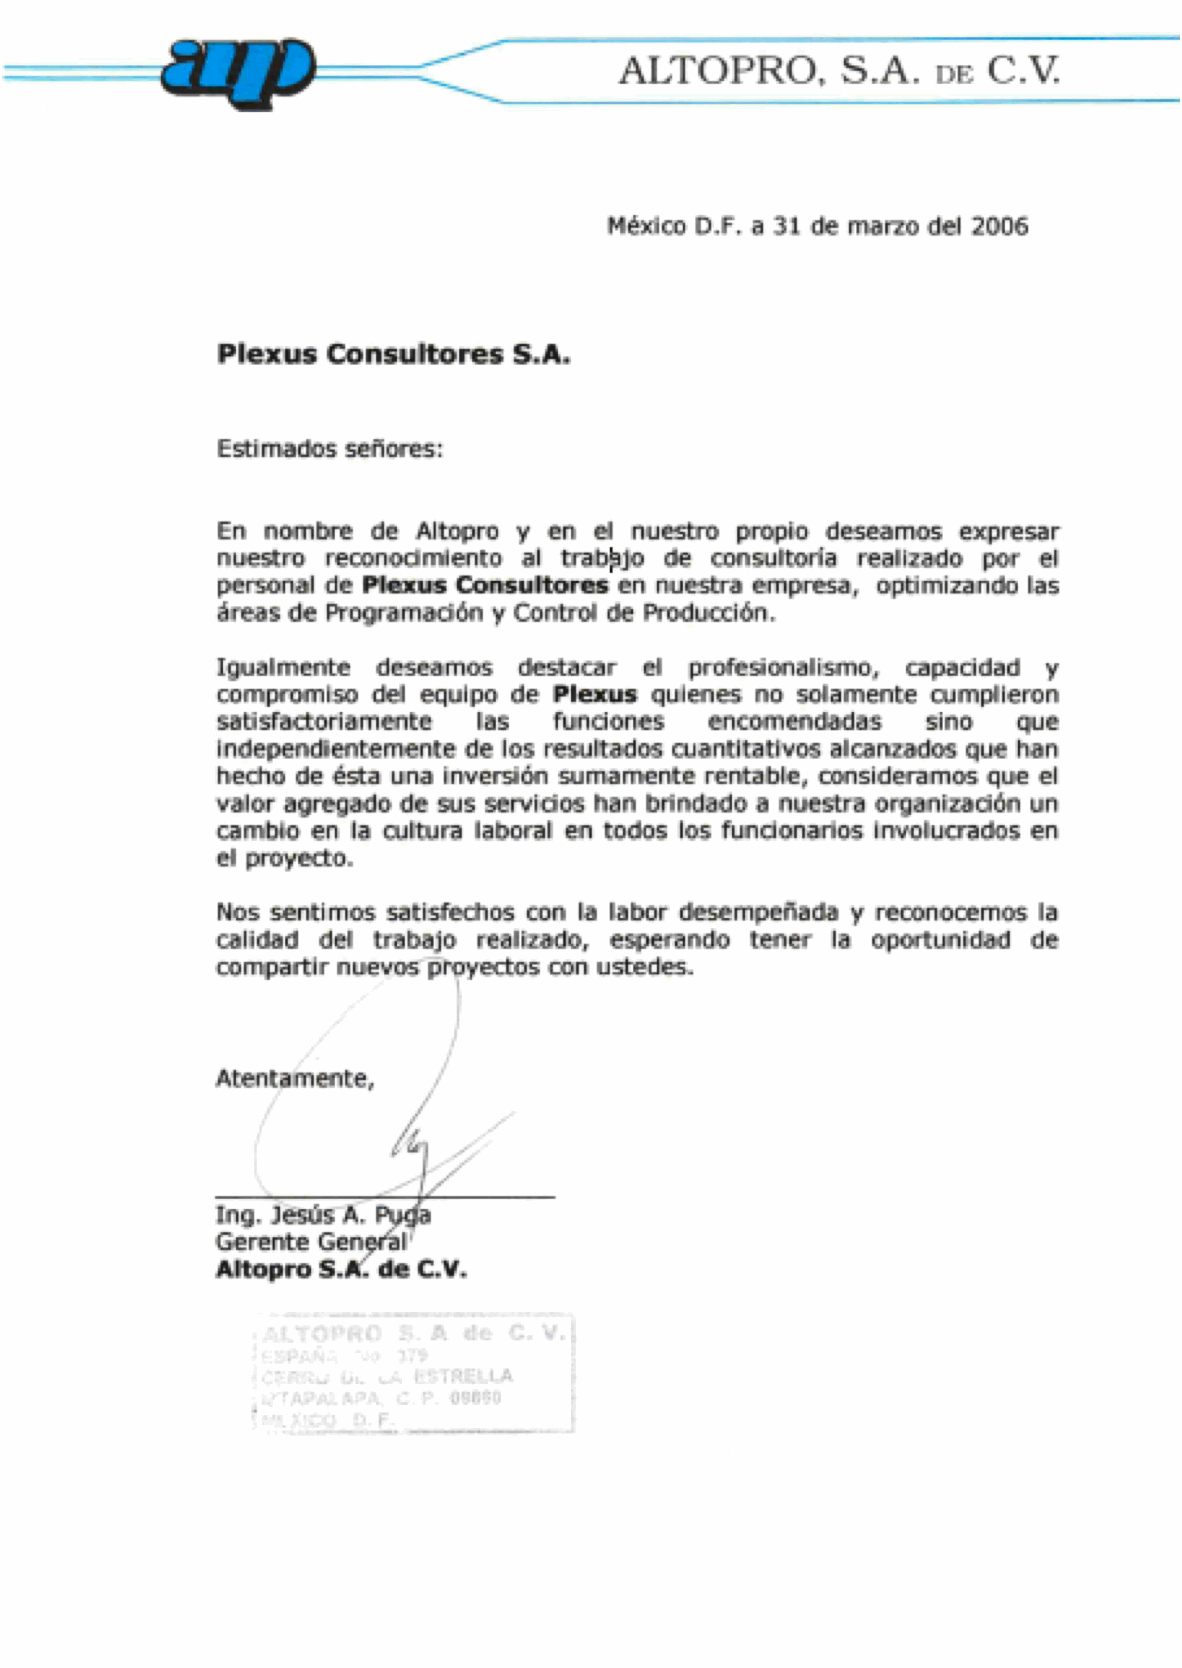 ap
ALTOPRO, S.A. DE C.V.
México D.F. a 31 de marzo del 2006
Plexus Consultores S.A.
Estimados señores:
En nombre de Altopro y en el nuestro propio deseamos expresar
nuestro reconocimiento al trabajo de consultoría realizado por el
personal de Plexus Consultores en nuestra empresa, optimizando las
áreas de Programación y Control de Producción.
Igualmente deseamos destacar el profesionalismo, capacidad y
compromiso del equipo de Plexus quienes no solamente cumplieron
satisfactoriamente las funciones encomendadas sino que
independientemente de los resultados cuantitativos alcanzados que han
hecho de ésta una inversión sumamente rentable, consideramos que el
valor agregado de sus servicios han brindado a nuestra organización un
cambio en la cultura laboral en todos los funcionarios involucrados en
el proyecto.
Nos sentimos satisfechos con la labor desempeñada y reconocemos la
calidad del trabajo realizado, esperando tener la oportunidad de
compartir nuevos proyectos con ustedes.
Atentamente,
Ing. Jesús A. Puga
Gerente General
Altopro S.A. de C.V.
ALTOPRO S. A de C. V.
ESPAÑA No 379
CERRO DE LA ESTRELLA
IZTAPALAPA, C. P.
MEXICO D. F.